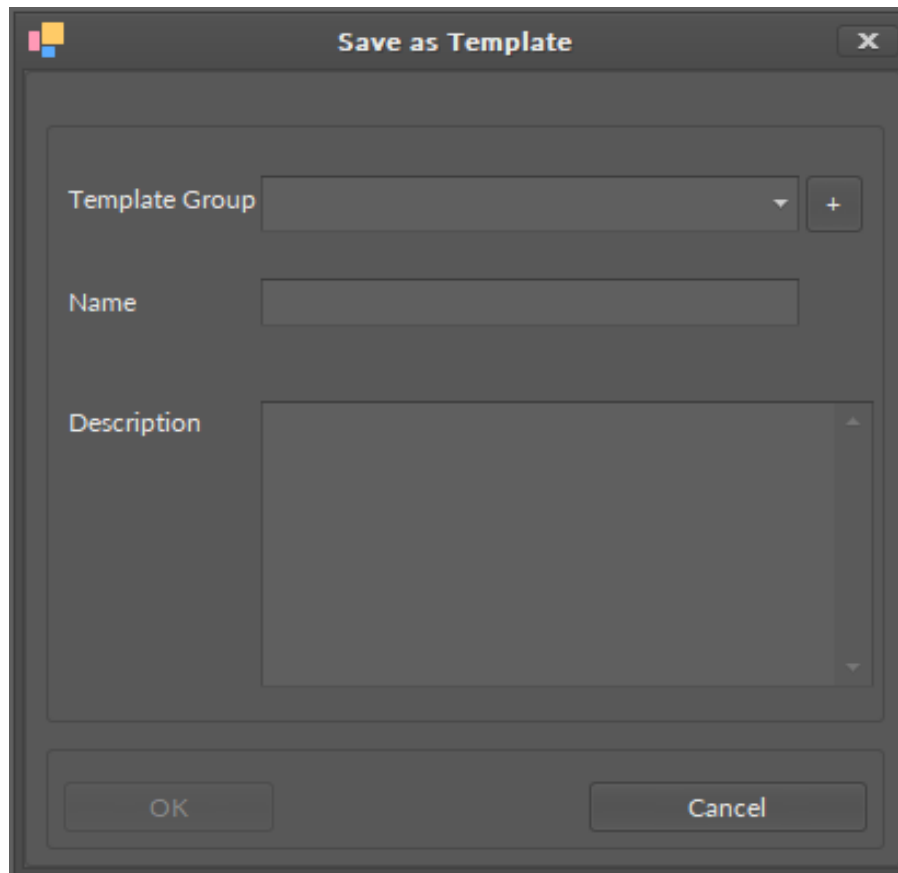 Save as Template
Template Group
+
Name
Description
OK
Cancel